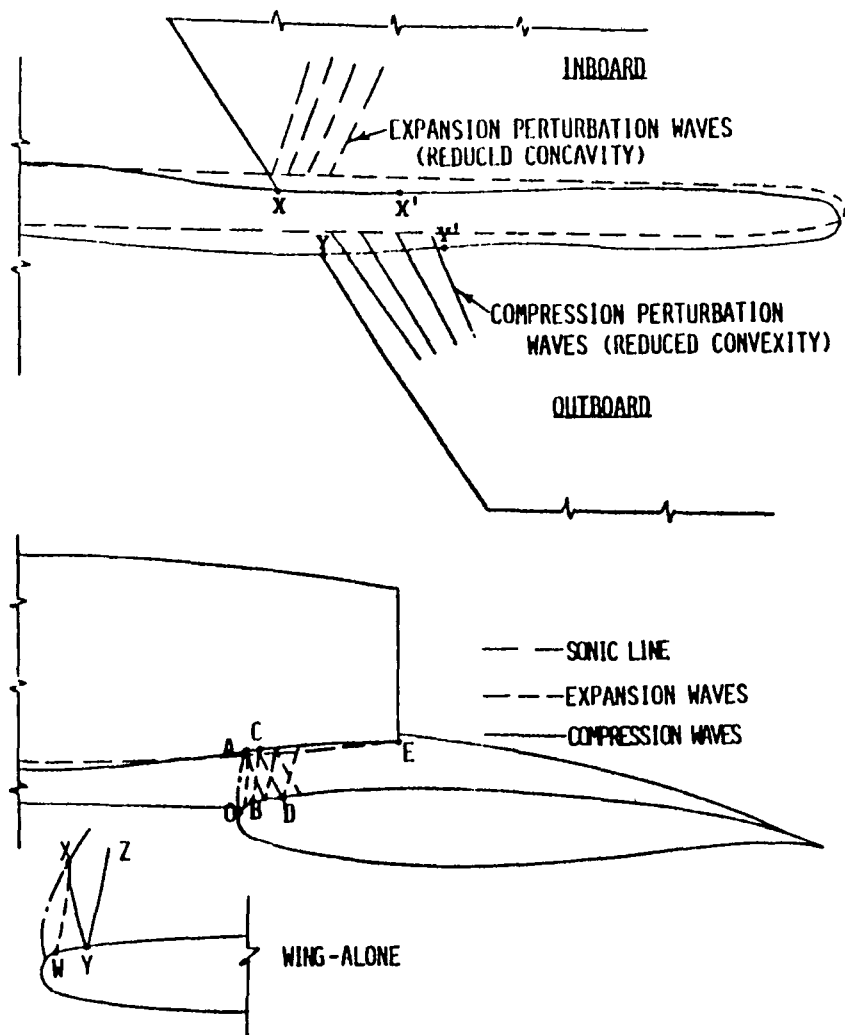 INBOARD
EXPANSION PERTURBATION WAVES
(REDUCED CONCAVITY)
X
X'
Y
Y'
COMPRESSION PERTURBATION
WAVES (REDUCED CONVEXITY)
OUTBOARD
SONIC LINE
EXPANSION WAVES
COMPRESSION WAVES
A
C
E
O
B
D
X
Z
W
Y
WING-ALONE